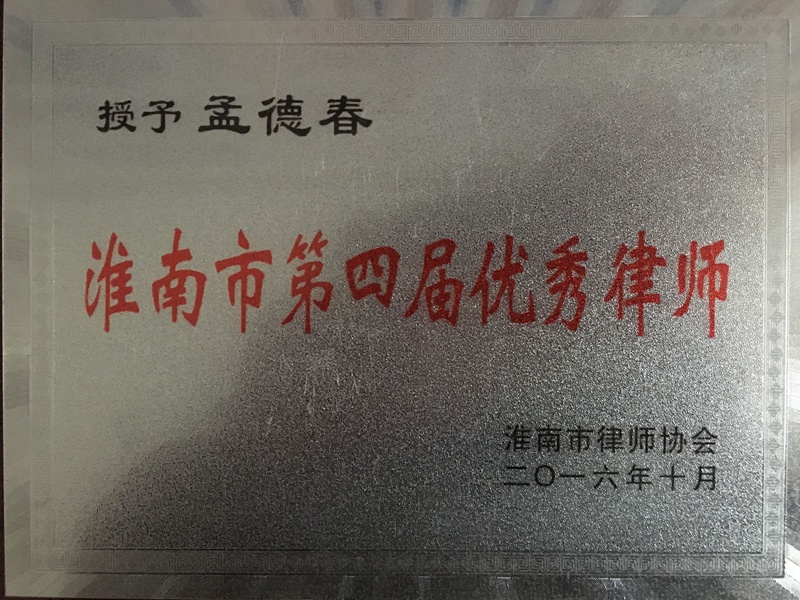 授予 孟德春
淮南市第四届优秀律师
淮南市律师协会
二〇一六年十月